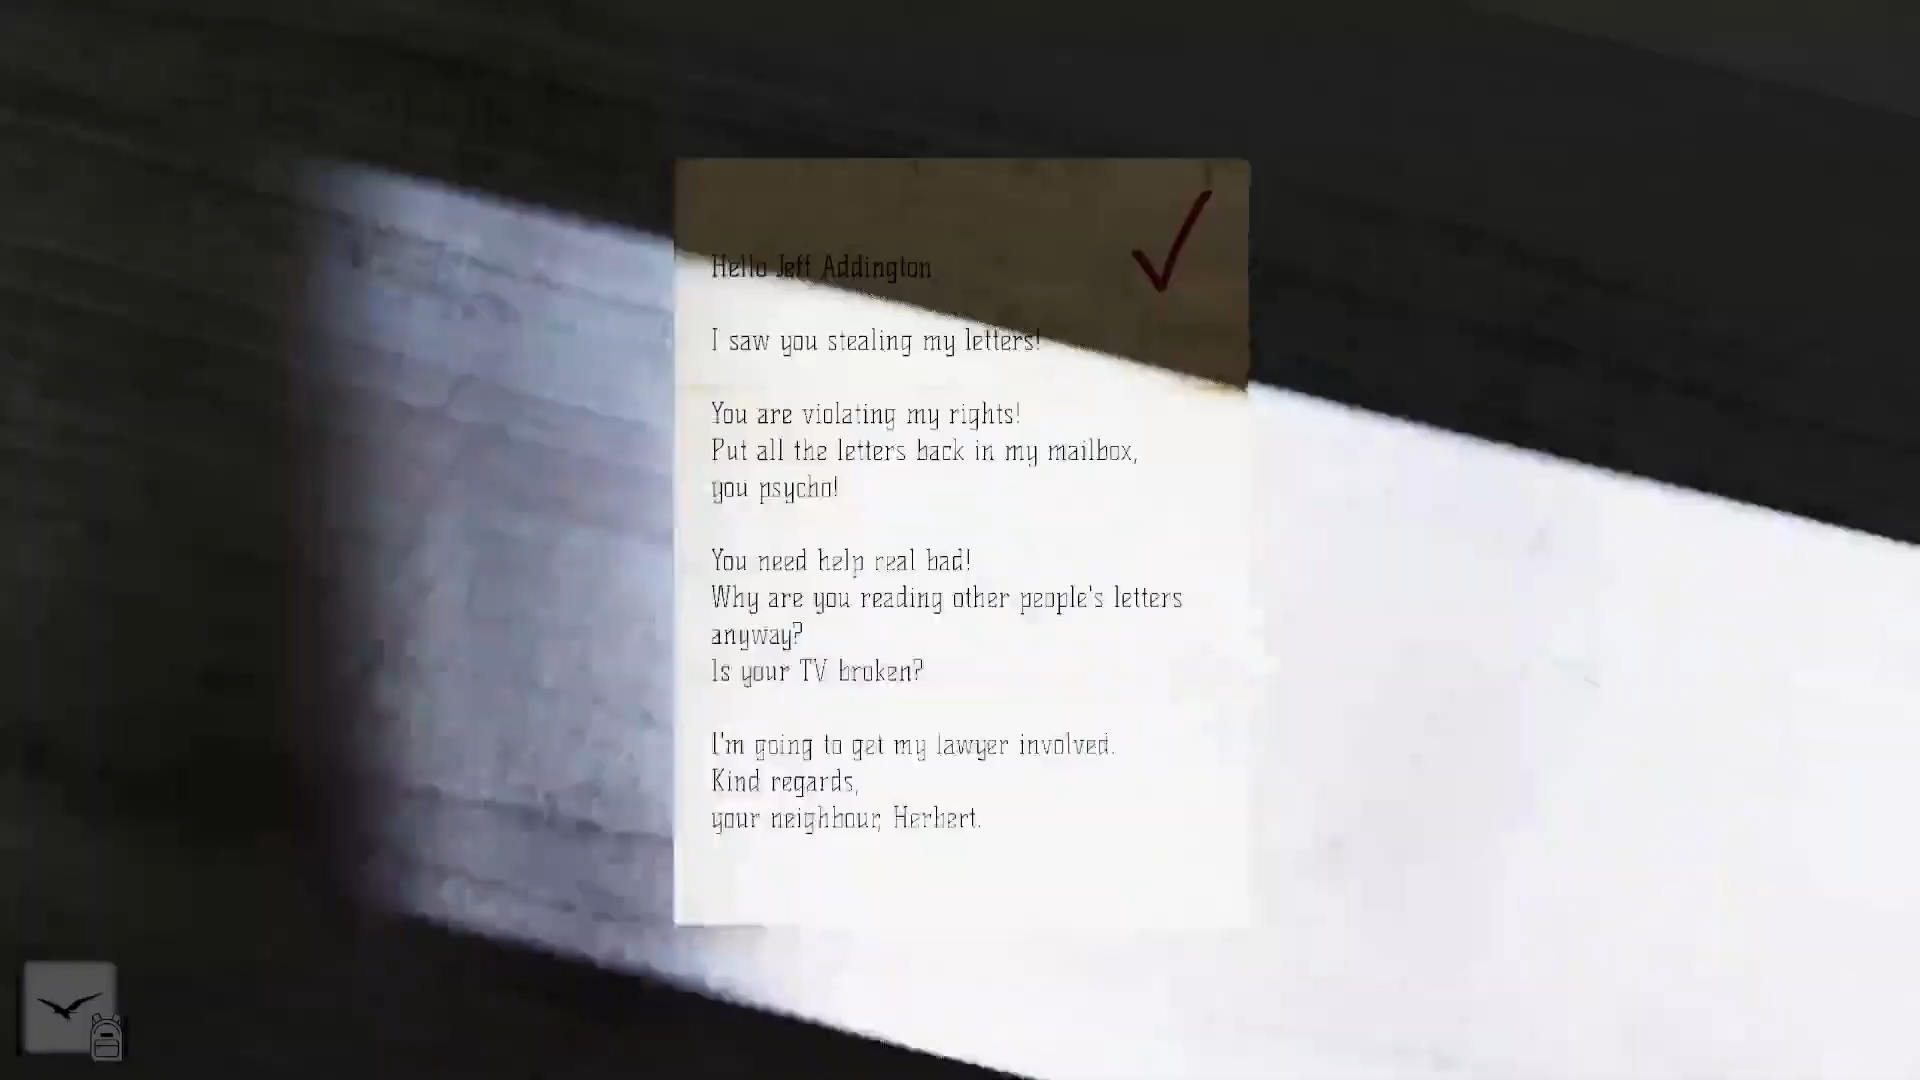 Hello Jeff Addington
I saw you stealing my letters!
You are violating my rights!
Put all the letters back in my mailbox,
you psycho!
You need help real bad!
Why are you reading other people's letters
anyway?
Is your TV broken?
I'm going to get my lawyer involved.
Kind regards,
your neighbour, Herbert.